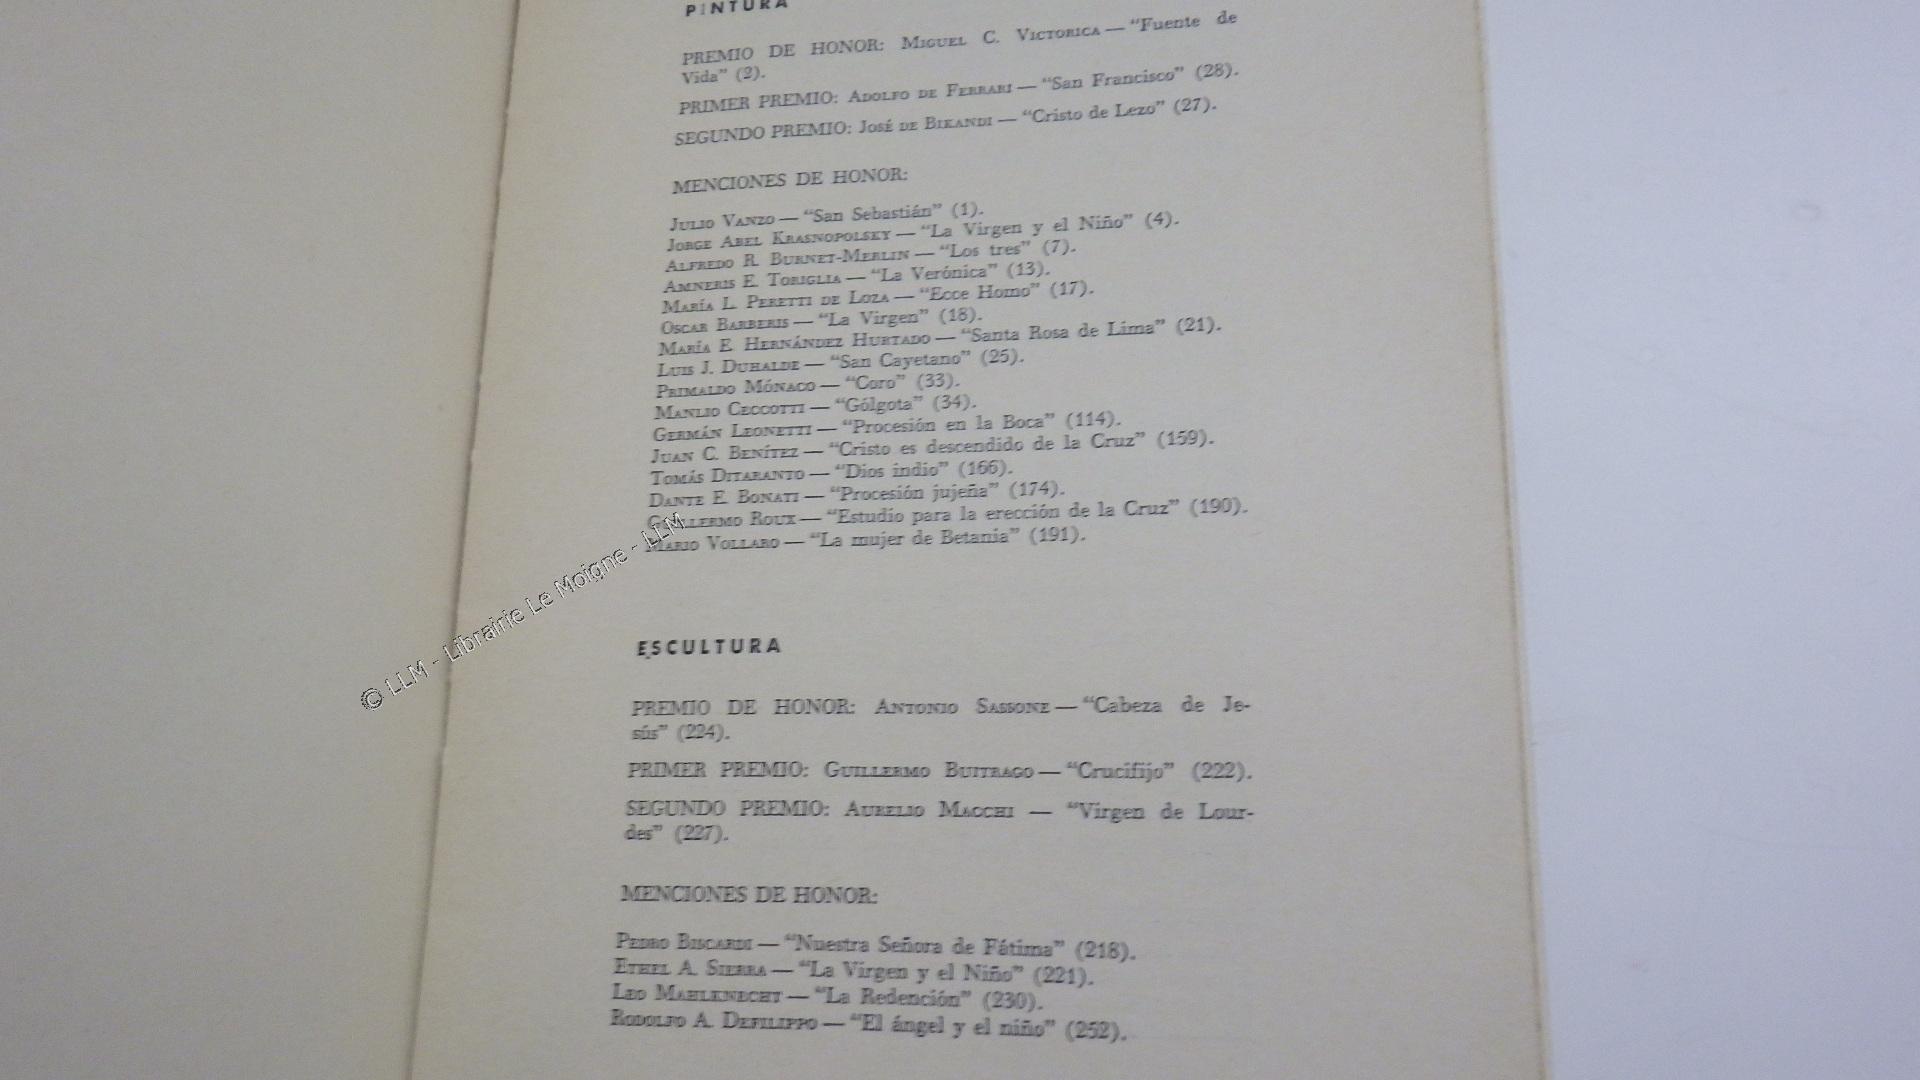 PINTURA
PREMIO DE HONOR: Miguel C. Victorica — “Fuente de
Vida” (2).
PRIMER PREMIO: Adolfo de Ferrari — “San Francisco” (28).
SEGUNDO PREMIO: José de Bikandi — “Cristo de Lezo” (27).
MENCIONES DE HONOR:
Julio Vanzo — “San Sebastián” (1).
Jorge Abel Krasnopolsky — “La Virgen y el Niño” (4).
Alfredo R. Burnet-Merlin — “Los tres” (7).
Amneris E. Toriglia — “La Verónica” (13).
María L. Peretti de Loza — “Ecce Homo” (17).
Oscar Barberis — “La Virgen” (18).
María E. Hernández Hurtado — “Santa Rosa de Lima” (21).
Luis J. Duhalde — “San Cayetano” (25).
Primaldo Mónaco — “Coro” (33).
Manlio Ceccotti — “Gólgota” (34).
Germán Leonetti — “Procesión en la Boca” (114).
Juan C. Benítez — “Cristo es descendido de la Cruz” (159).
Tomás Ditaranto — “Dios indio” (166).
Dante E. Bonati — “Procesión jujeña” (174).
Guillermo Roux — “Estudio para la erección de la Cruz” (190).
Mario Vollaro — “La mujer de Betania” (191).
© LLM - Librairie Le Moigne - LLM
ESCULTURA
PREMIO DE HONOR: Antonio Sassone — “Cabeza de Je-
sús” (224).
PRIMER PREMIO: Guillermo Buitrago — “Crucifijo” (222).
SEGUNDO PREMIO: Aurelio Macchi — “Virgen de Lour-
des” (227).
MENCIONES DE HONOR:
Pedro Biscardi — “Nuestra Señora de Fátima” (218).
Ethel A. Sierra — “La Virgen y el Niño” (221).
Leo Mahlknecht — “La Redención” (230).
Rodolfo A. Defilippo — “El ángel y el niño” (252).